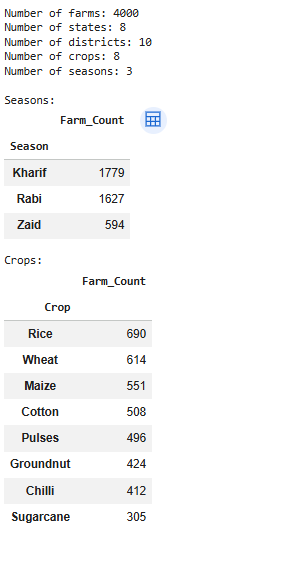 Number of farms: 4000
Number of states: 8
Number of districts: 10
Number of crops: 8
Number of seasons: 3
Seasons:
Farm_Count
Season
Kharif 1779
Rabi 1627
Zaid 594
Crops:
Farm_Count
Crop
Rice 690
Wheat 614
Maize 551
Cotton 508
Pulses 496
Groundnut 424
Chilli 412
Sugarcane 305